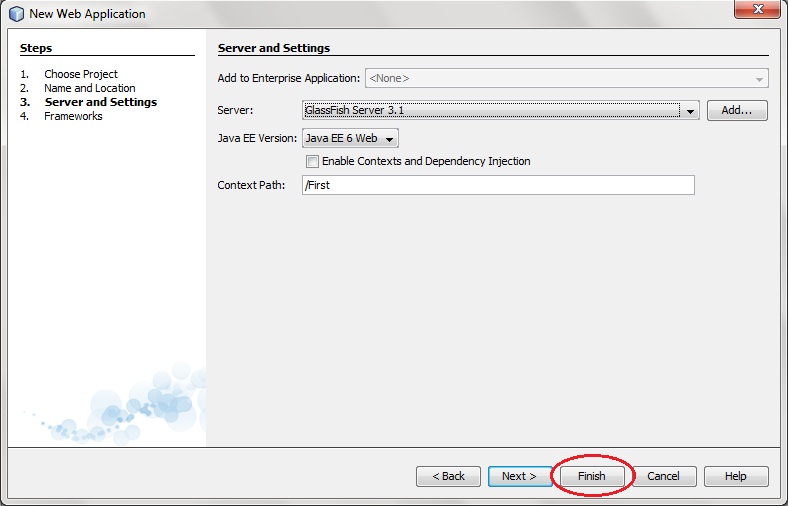 New Web Application
Steps
1. Choose Project
2. Name and Location
3. Server and Settings
4. Frameworks
Server and Settings
Add to Enterprise Application: <None>
Server: GlassFish Server 3.1 Add...
Java EE Version: Java EE 6 Web
Enable Contexts and Dependency Injection
Context Path: /First
< Back Next > Finish Cancel Help